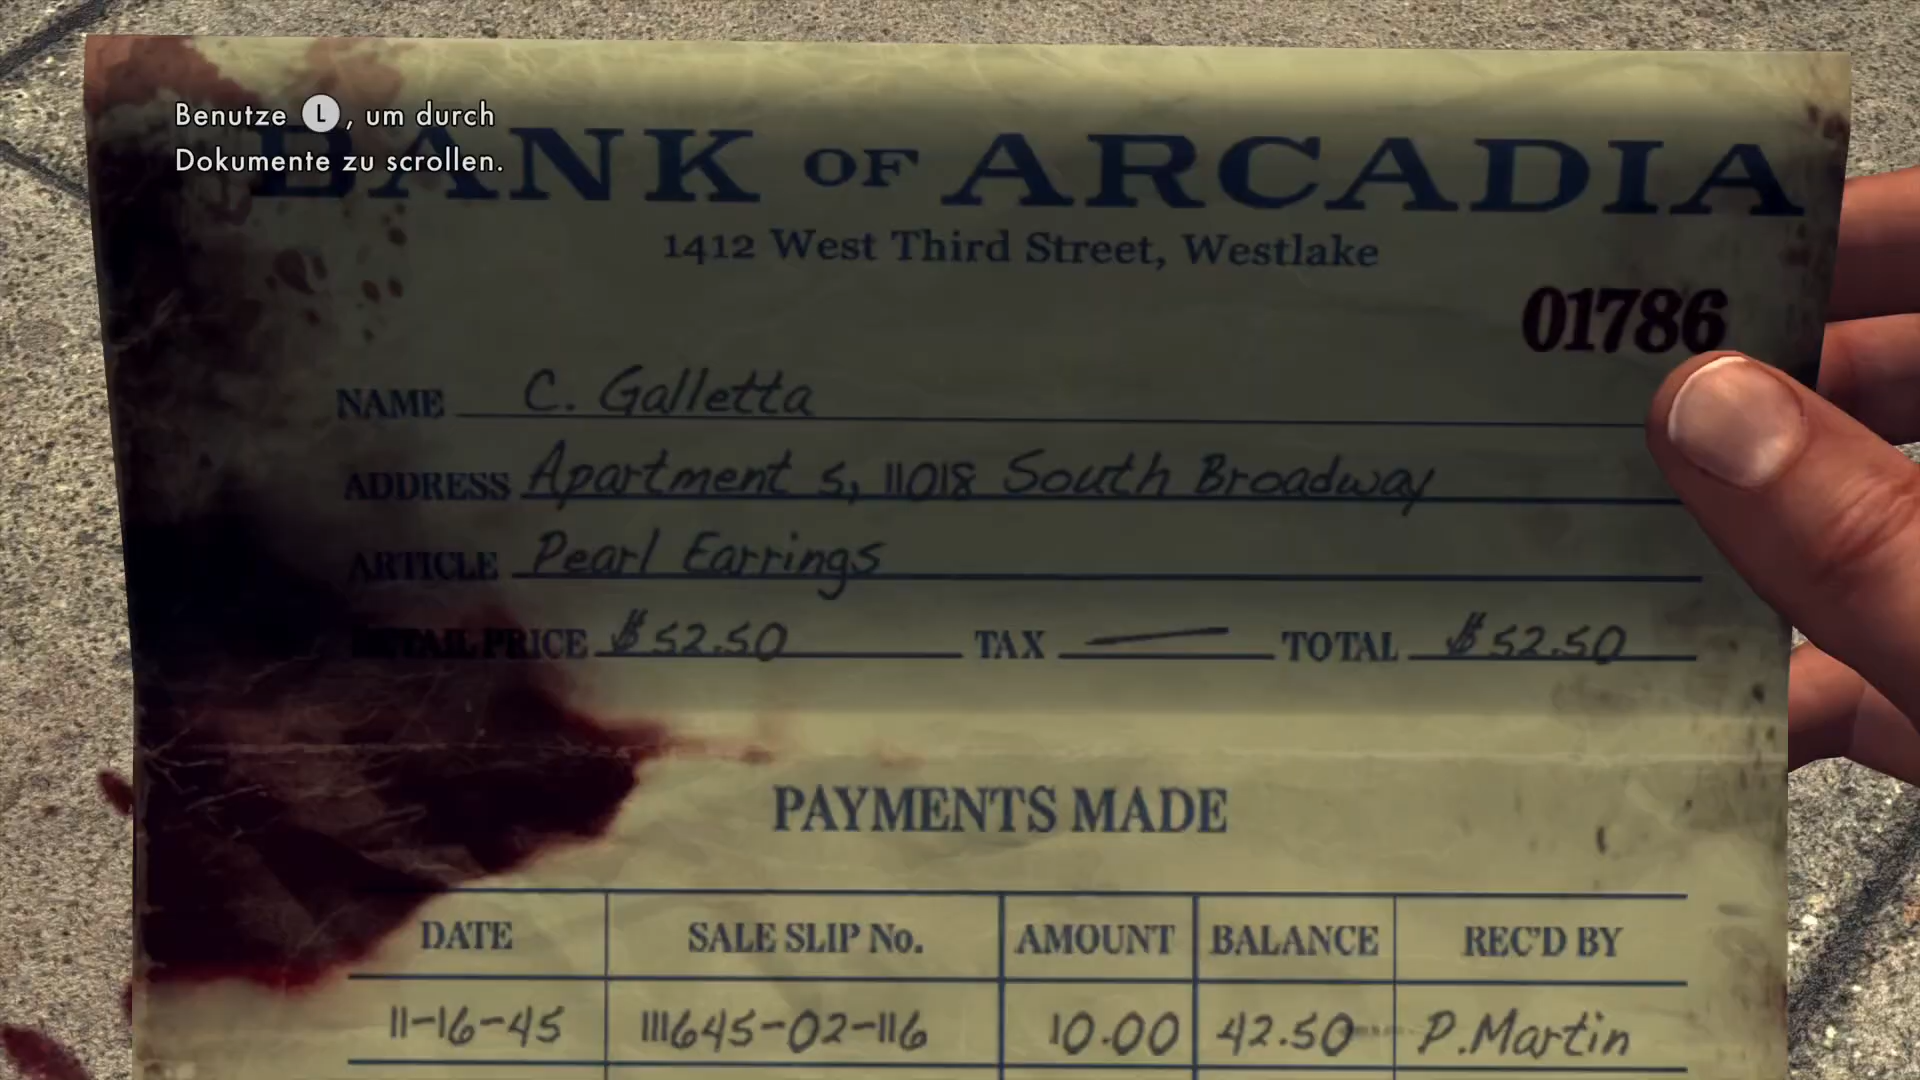 Benutze L, um durch
Dokumente zu scrollen.
BANK OF ARCADIA
1412 West Third Street, Westlake
01786
NAME C. Galletta
ADDRESS Apartment 5, 11018 South Broadway
ARTICLE Pearl Earrings
RETAIL PRICE $52.50 TAX — TOTAL $52.50
PAYMENTS MADE
DATE SALE SLIP No. AMOUNT BALANCE REC'D BY
11-16-45 111645-02-116 10.00 42.50 P.Martin